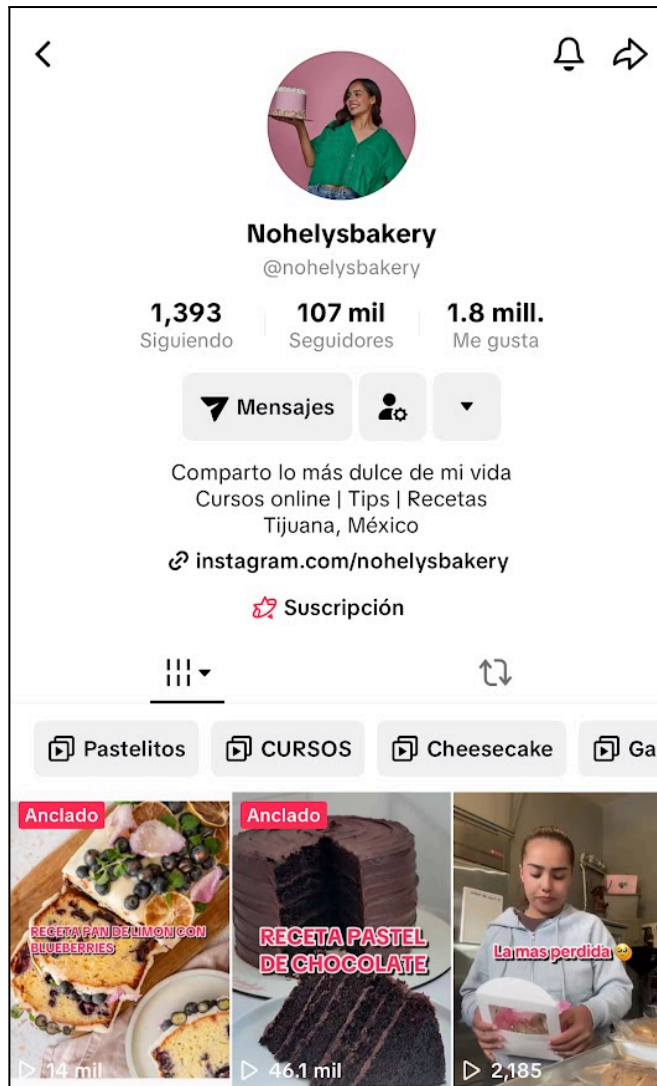 Nohelysbakery
@nohelysbakery
1,393
Siguiendo
107 mil
Seguidores
1.8 mill.
Me gusta
Mensajes
Comparto lo más dulce de mi vida
Cursos online | Tips | Recetas
Tijuana, México
instagram.com/nohelysbakery
Suscripción
Pastelitos
CURSOS
Cheesecake
Ga
Anclado
RECETA PAN DE LIMON CON
BLUEBERRIES
14 mil
Anclado
RECETA PASTEL
DE CHOCOLATE
46.1 mil
La mas perdida 🥹
2,185